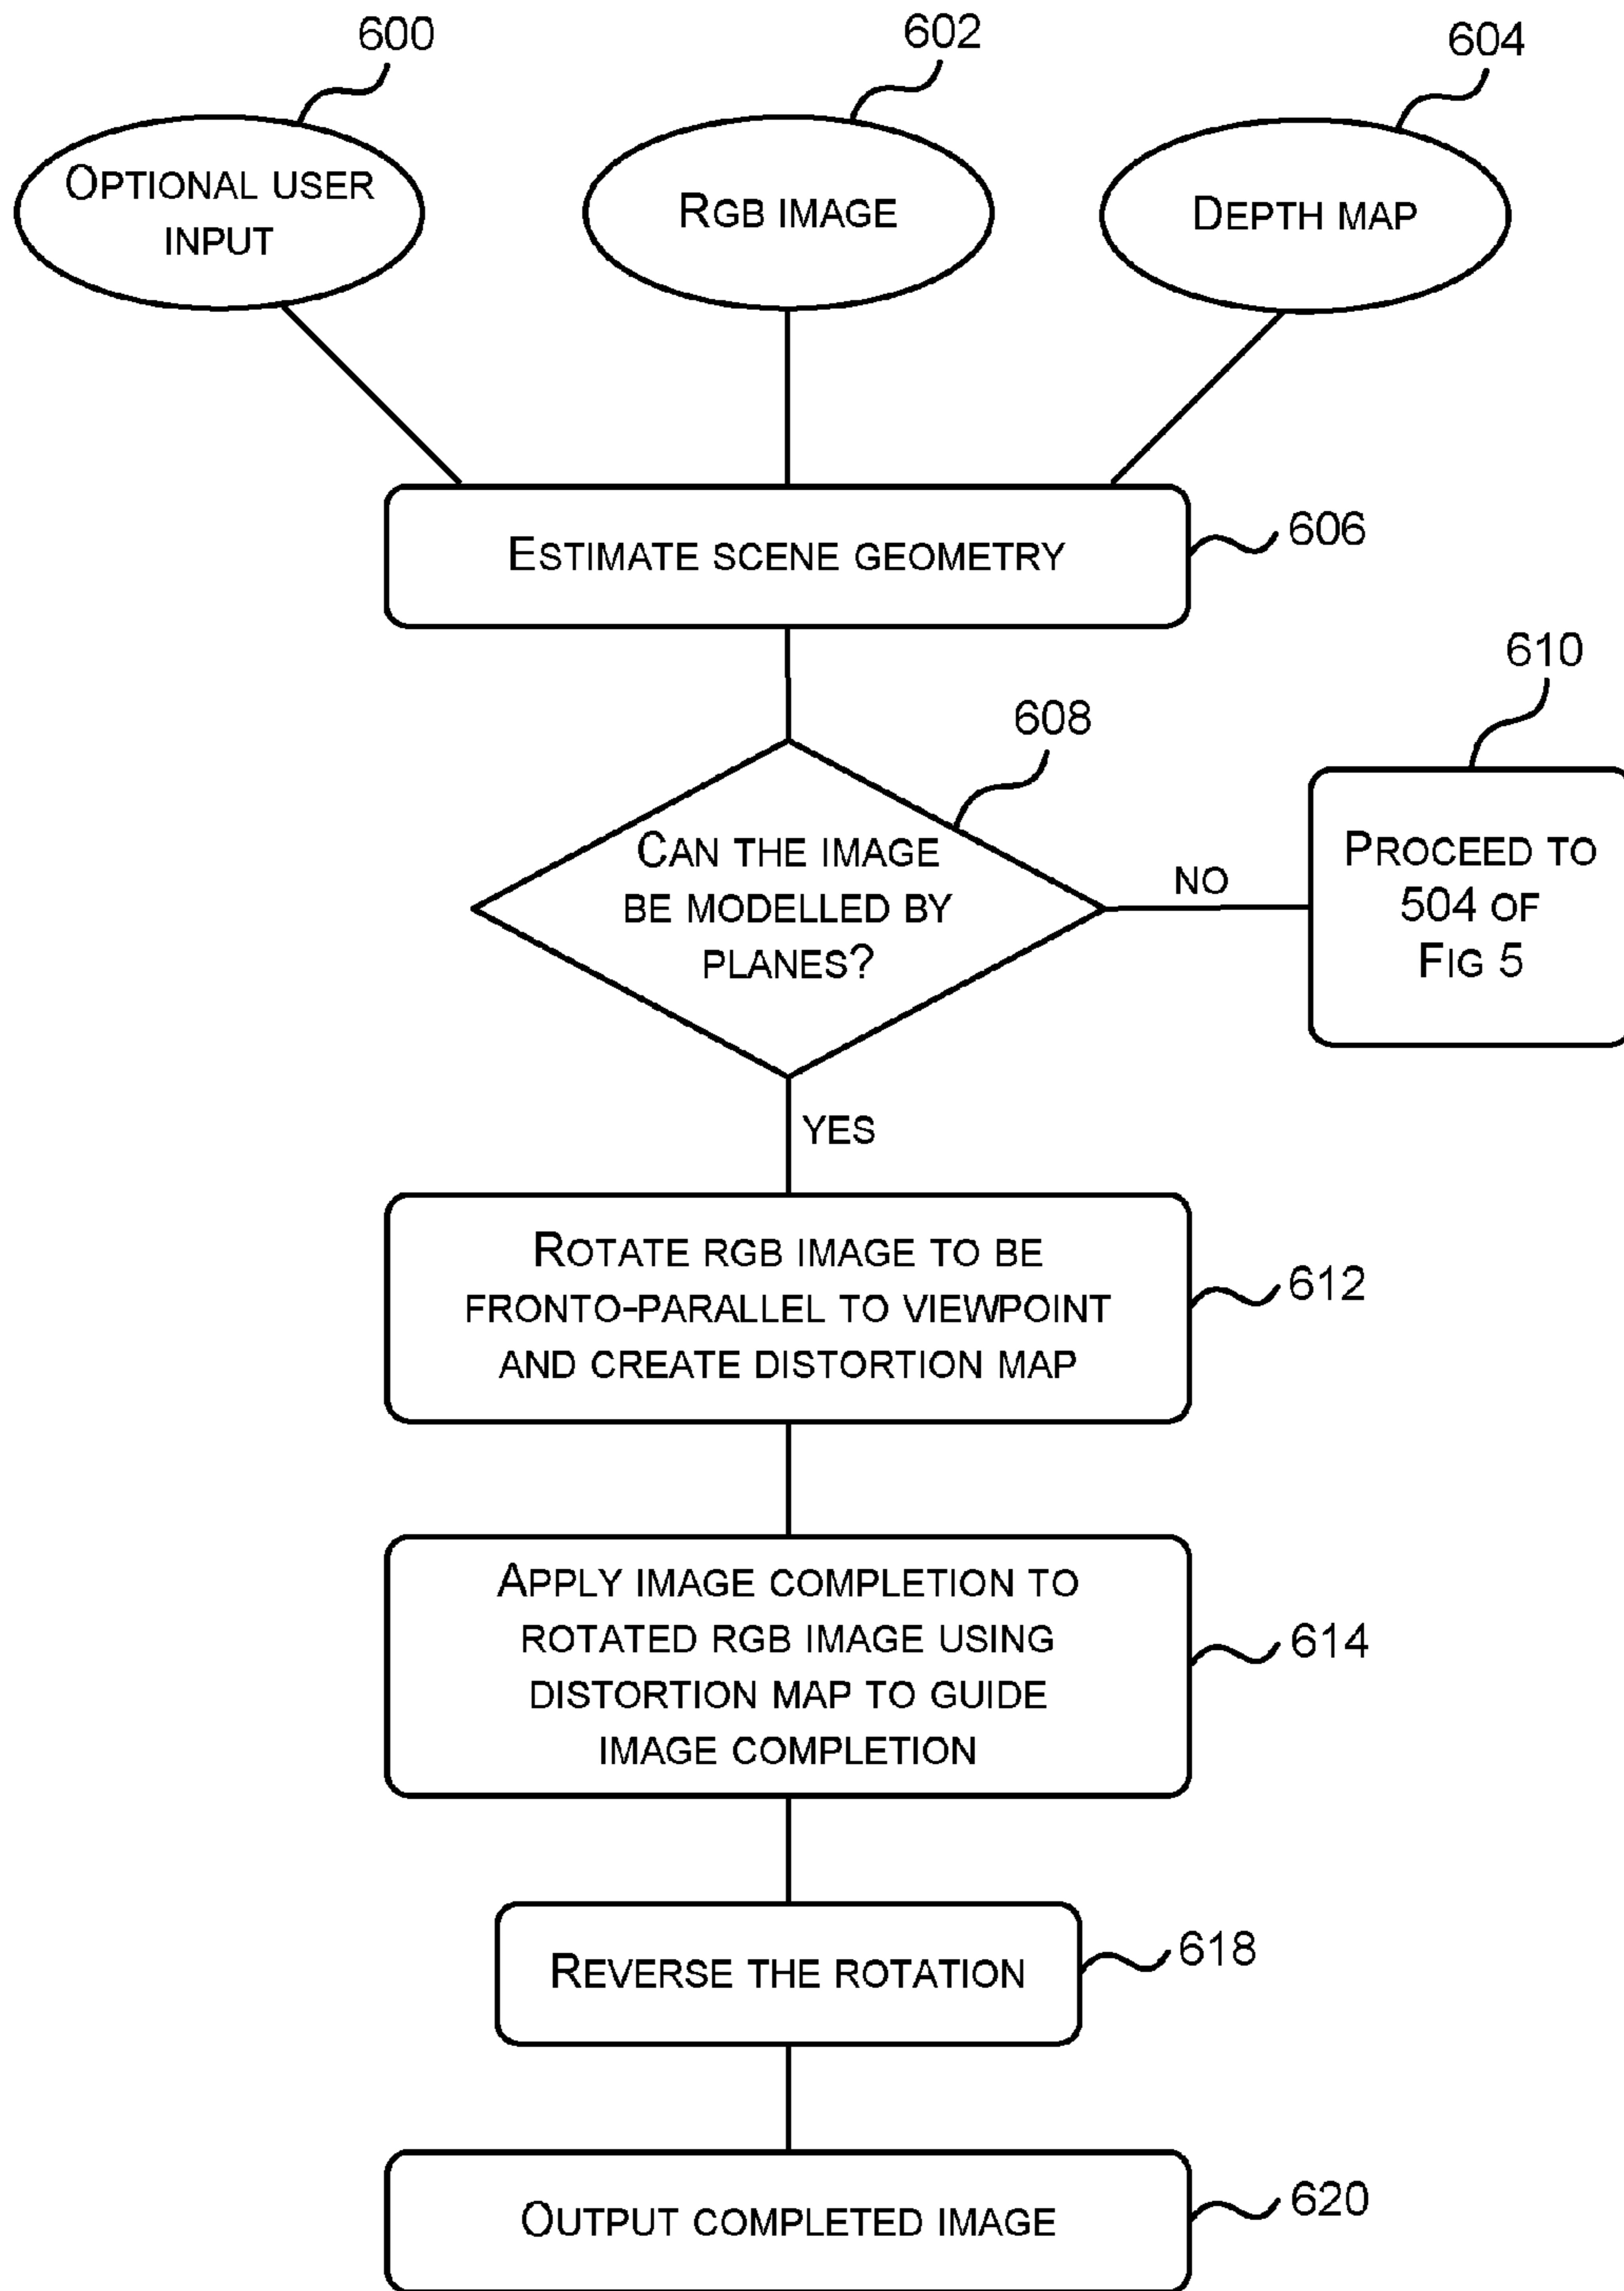 600
602
604
OPTIONAL USER
INPUT
RGB IMAGE
DEPTH MAP
ESTIMATE SCENE GEOMETRY
606
610
608
CAN THE IMAGE
BE MODELLED BY
PLANES?
NO
PROCEED TO
504 OF
FIG 5
YES
ROTATE RGB IMAGE TO BE
FRONTO-PARALLEL TO VIEWPOINT
AND CREATE DISTORTION MAP
612
APPLY IMAGE COMPLETION TO
ROTATED RGB IMAGE USING
DISTORTION MAP TO GUIDE
IMAGE COMPLETION
614
REVERSE THE ROTATION
618
OUTPUT COMPLETED IMAGE
620